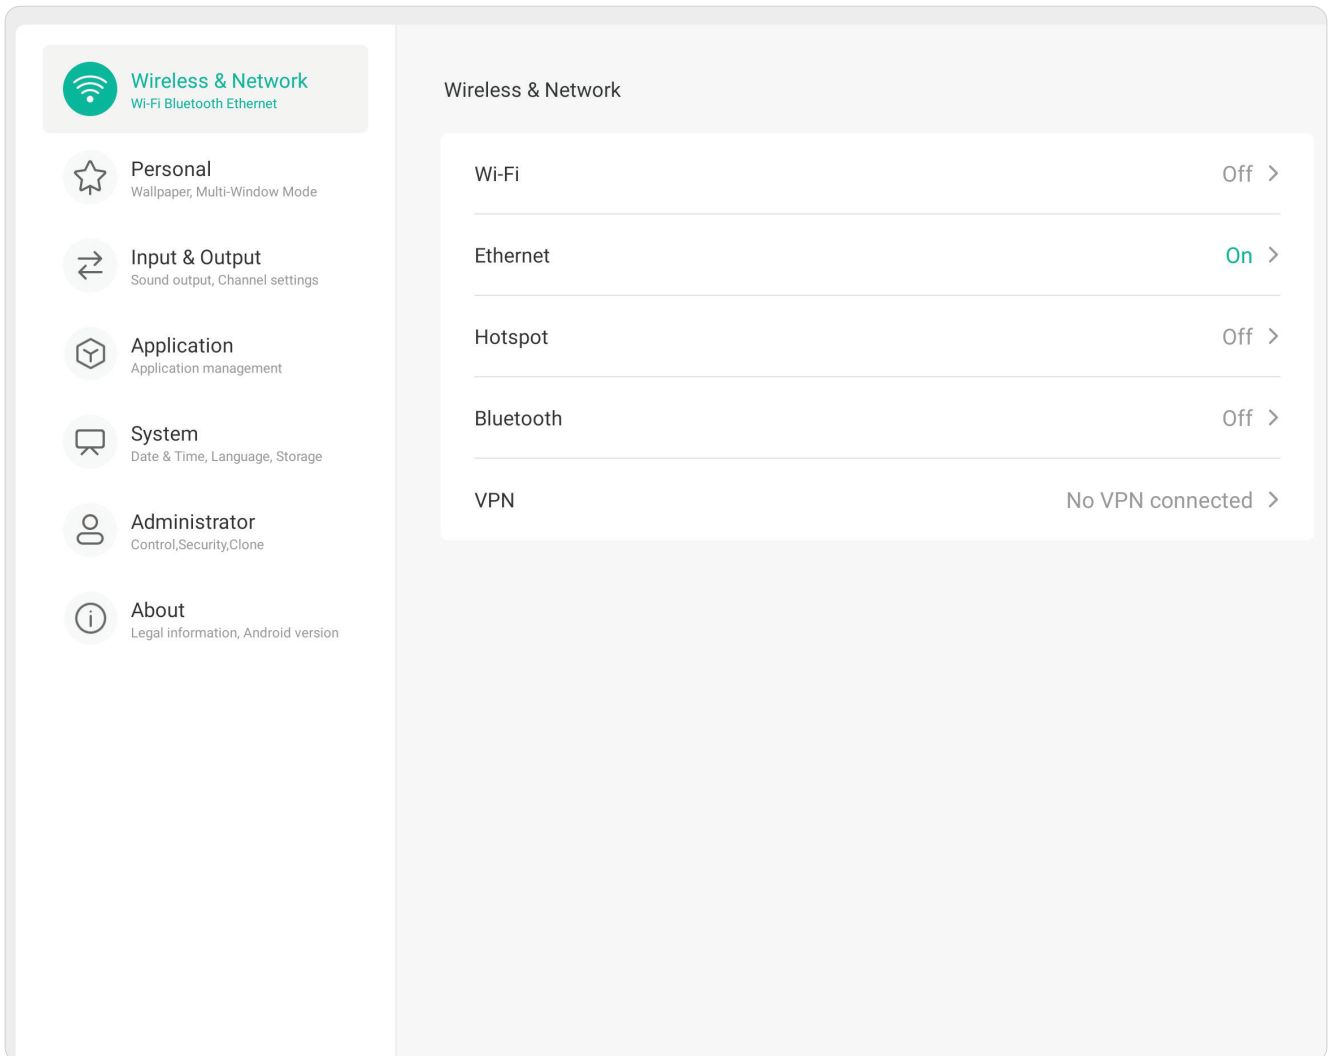 Wireless & Network
Wi-Fi Bluetooth Ethernet
Personal
Wallpaper, Multi-Window Mode
Input & Output
Sound output, Channel settings
Application
Application management
System
Date & Time, Language, Storage
Administrator
Control,Security,Clone
About
Legal information, Android version
Wireless & Network
Wi-Fi Off
Ethernet On
Hotspot Off
Bluetooth Off
VPN No VPN connected